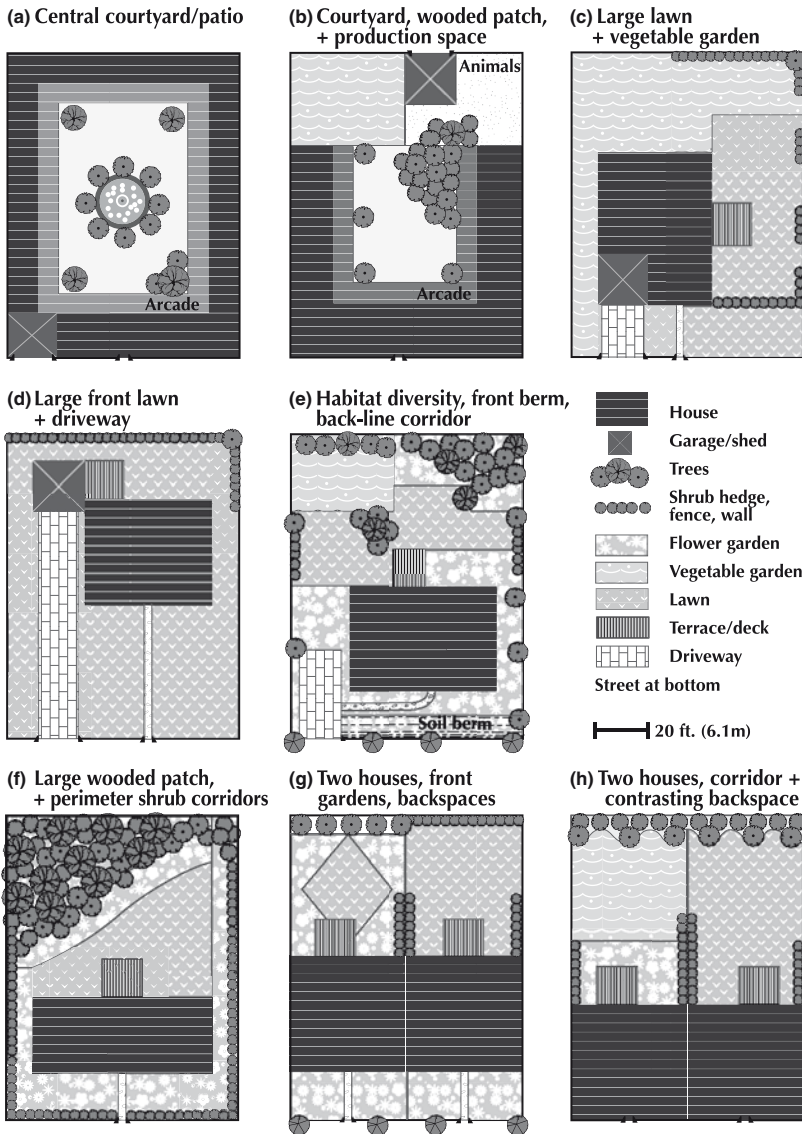 (a) Central courtyard/patio
Arcade
(b) Courtyard, wooded patch,
+ production space
Animals
Arcade
(c) Large lawn
+ vegetable garden
(d) Large front lawn
+ driveway
(e) Habitat diversity, front berm,
back-line corridor
Soil berm
House
Garage/shed
Trees
Shrub hedge,
fence, wall
Flower garden
Vegetable garden
Lawn
Terrace/deck
Driveway
Street at bottom
20 ft. (6.1m)
(f) Large wooded patch,
+ perimeter shrub corridors
(g) Two houses, front
gardens, backspaces
(h) Two houses, corridor +
contrasting backspace